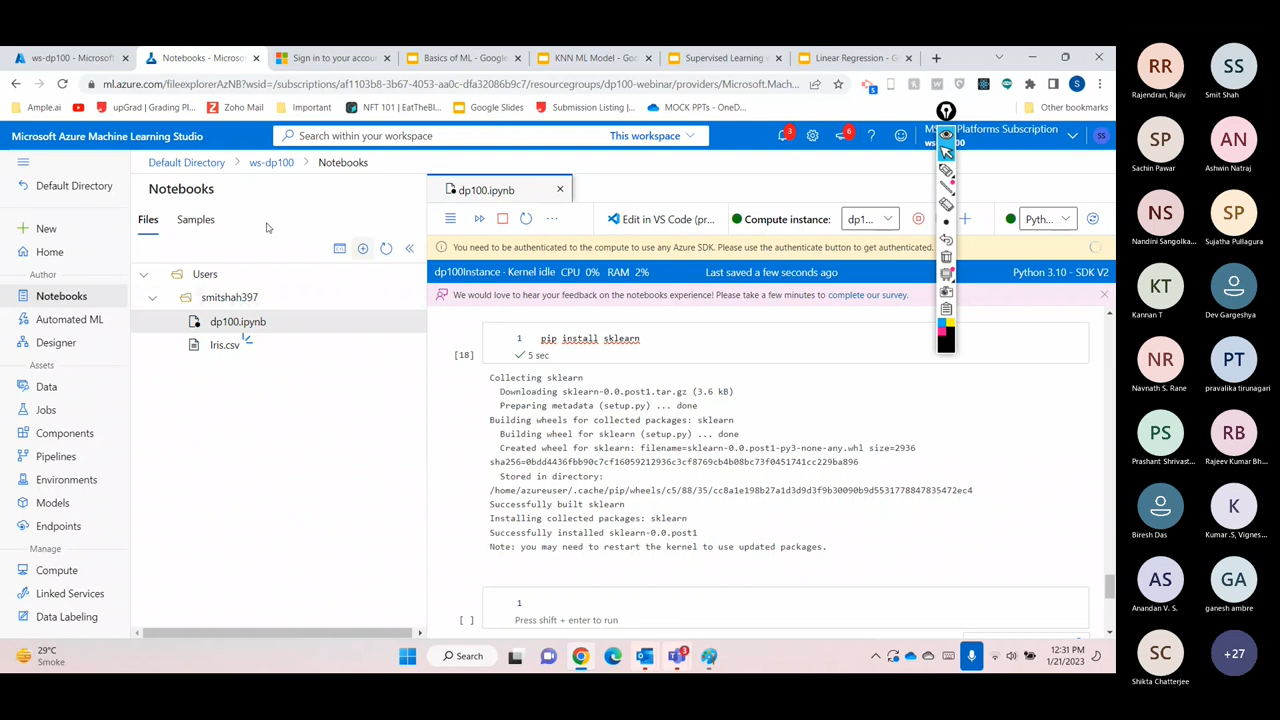 ws-dp100 - Microsoft
Notebooks - Microsoft
Sign in to your accou
Basics of ML - Google
KNN ML Model - Goo
Supervised Learning
Linear Regression - G
ml.azure.com/fileexplorerAzNB?wsid=/subscriptions/af1103b8-3b67-4053-aa0c-dfa32086b9c7/resourcegroups/dp100-webinar/providers/Microsoft.Mach...
Ample.ai
upGrad | Grading Pl...
Zoho Mail
Important
NFT 101 | EatTheBl...
Google Slides
Submission Listing /...
MOCK PPTs - OneD...
Other bookmarks
Microsoft Azure Machine Learning Studio
Search within your workspace
This workspace
3
6
Platforms Subscription
SS
Default Directory
ws-dp100
Notebooks
Default Directory
New
Home
Author
Notebooks
Automated ML
Designer
Assets
Data
Jobs
Components
Pipelines
Environments
Models
Endpoints
Manage
Compute
Linked Services
Data Labeling
Notebooks
Files
Samples
Users
smitshah397
dp100.ipynb
Iris.csv
dp100.ipynb
Edit in VS Code (pr...
Compute instance:
dp1...
Pyth...
You need to be authenticated to the compute to use any Azure SDK. Please use the authenticate button to get authenticated.
dp100Instance - Kernel idle CPU 0% RAM 2%
Last saved a few seconds ago
Python 3.10 - SDK V2
We would love to hear your feedback on the notebooks experience! Please take a few minutes to complete our survey.
1 pip install sklearn
[18]
5 sec
Collecting sklearn
Downloading sklearn-0.0.post1.tar.gz (3.6 kB)
Preparing metadata (setup.py) ... done
Building wheels for collected packages: sklearn
Building wheel for sklearn (setup.py) ... done
Created wheel for sklearn: filename=sklearn-0.0.post1-py3-none-any.whl size=2936
sha256=0bdd4436fbb90c7cf16059212936c3cf8769cb4b08bc73f0451741cc229ba896
Stored in directory:
/home/azureuser/.cache/pip/wheels/c5/88/35/cc8a1e198b27a1d3d9d3f9b30090b9d5531778847835472ec4
Successfully built sklearn
Installing collected packages: sklearn
Successfully installed sklearn-0.0.post1
Note: you may need to restart the kernel to use updated packages.
1
[ ]
Press shift + enter to run
29°C
Smoke
Search
3
12:31 PM
1/21/2023
RR
Rajendran, Rajiv
SS
Smit Shah
SP
Sachin Pawar
AN
Ashwin Natraj
NS
Nandini Sangolka...
SP
Sujatha Pullagura
KT
Kannan T
Dev Gargeshya
NR
Navnath S. Rane
PT
pravalika tirunagari
PS
Prashant Shrivast...
RB
Rajeev Kumar Bh...
Biresh Das
K
Kumar .S, Vignes...
AS
Anandan V. S.
GA
ganesh ambre
SC
Shikta Chatterjee
+27